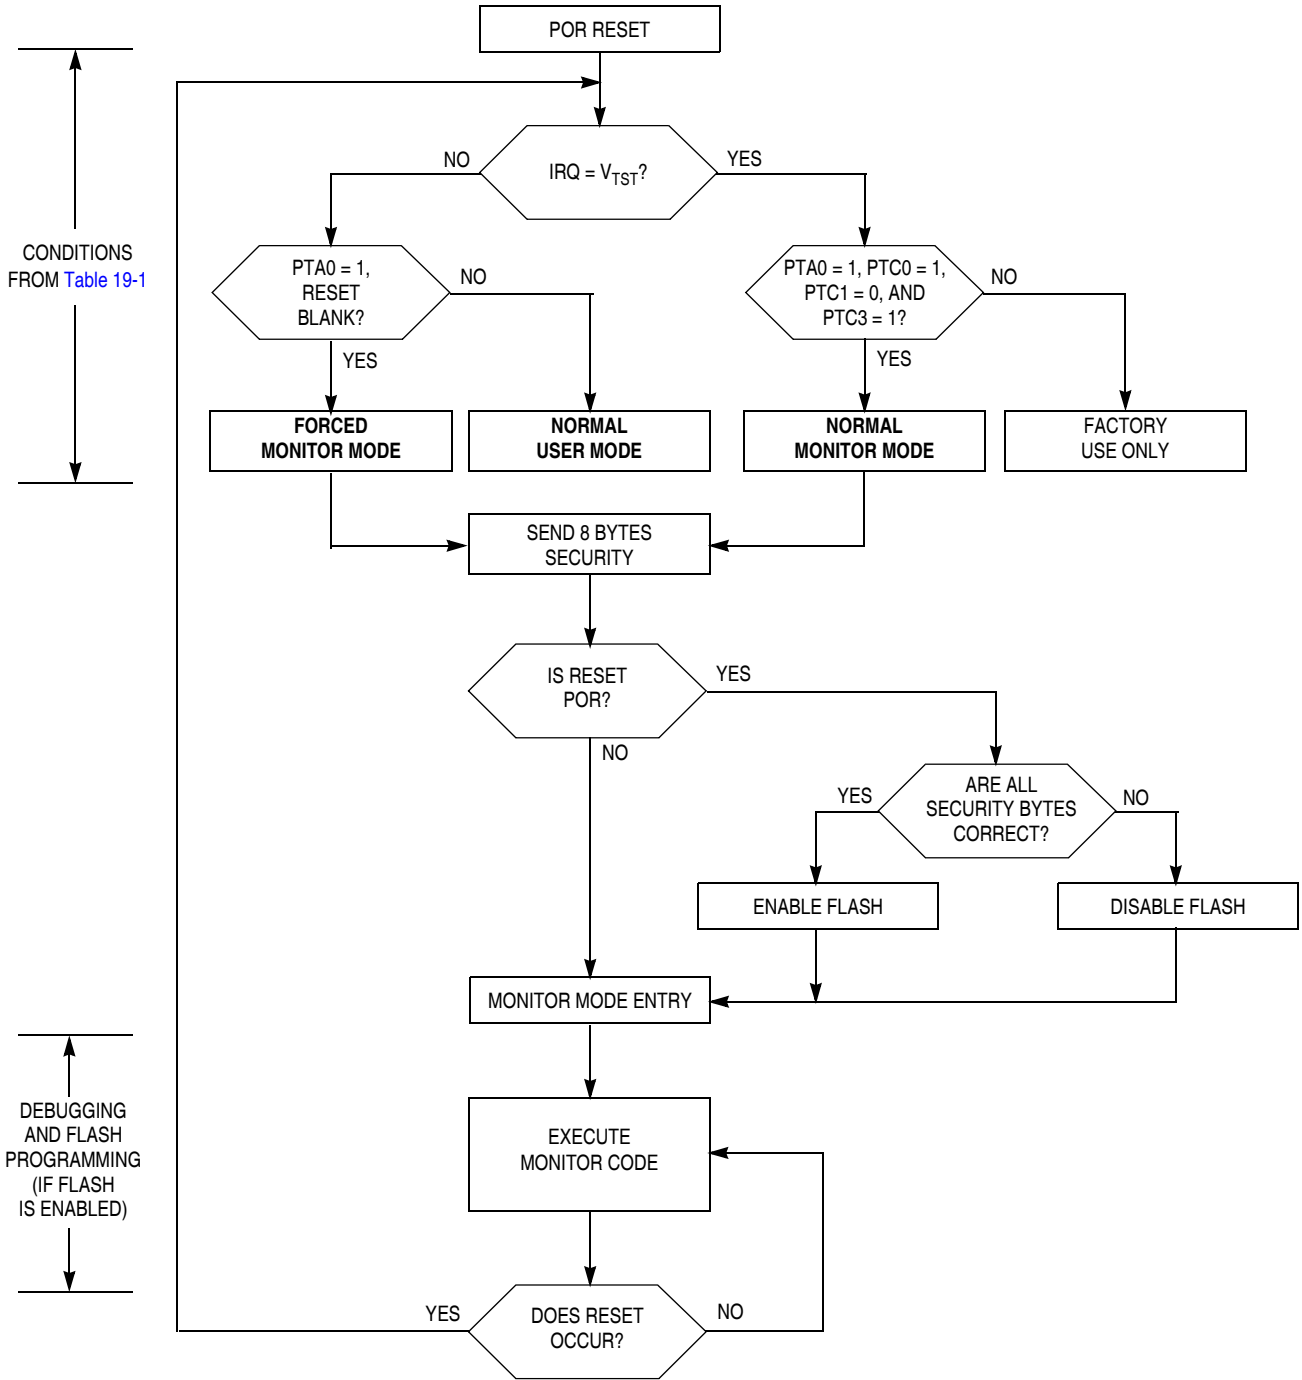 POR RESET
NO
IRQ = VTST?
YES
CONDITIONS
FROM Table 19-1
PTA0 = 1,
RESET
BLANK?
NO
YES
PTA0 = 1, PTC0 = 1,
PTC1 = 0, AND
PTC3 = 1?
NO
YES
FORCED
MONITOR MODE
NORMAL
USER MODE
NORMAL
MONITOR MODE
FACTORY
USE ONLY
SEND 8 BYTES
SECURITY
IS RESET
POR?
YES
NO
YES
ARE ALL
SECURITY BYTES
CORRECT?
NO
ENABLE FLASH
DISABLE FLASH
MONITOR MODE ENTRY
DEBUGGING
AND FLASH
PROGRAMMING
(IF FLASH
IS ENABLED)
EXECUTE
MONITOR CODE
YES
DOES RESET
OCCUR?
NO